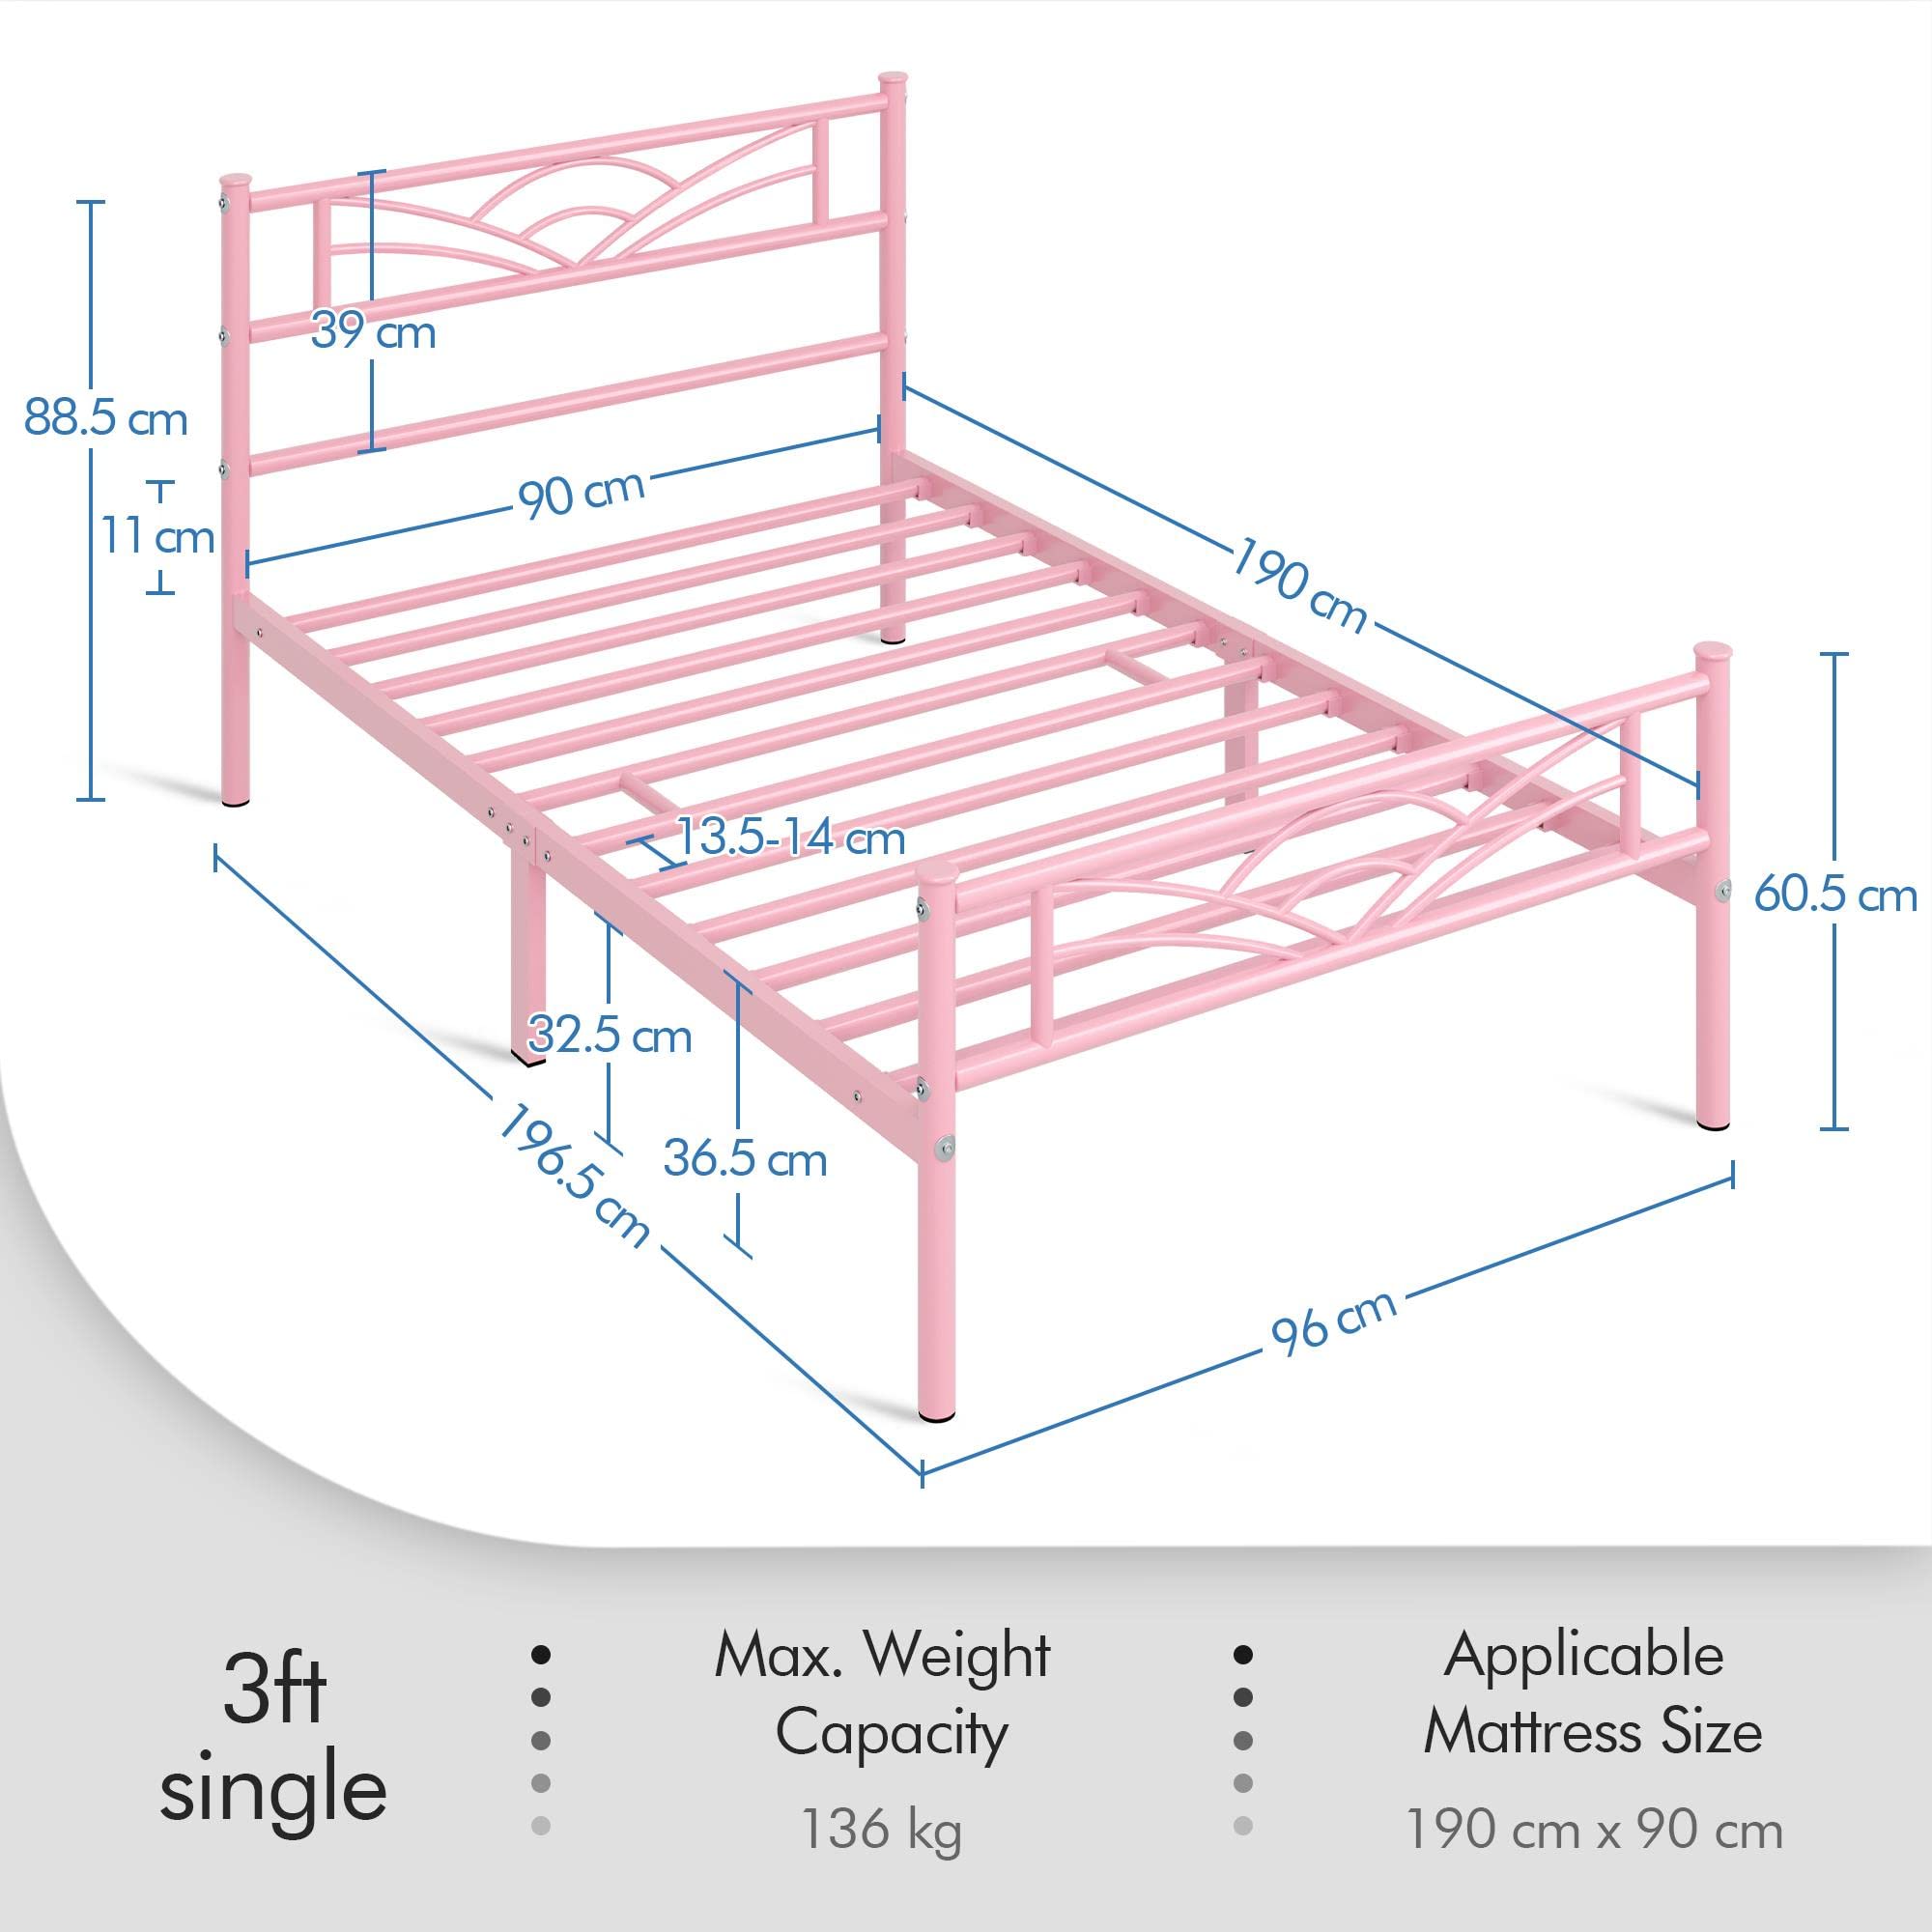 39 cm
88.5 cm
11 cm
90 cm
190 cm
13.5-14 cm
60.5 cm
32.5 cm
36.5 cm
196.5 cm
96 cm
3ft
single
Max. Weight
Capacity
136 kg
Applicable
Mattress Size
190 cm x 90 cm